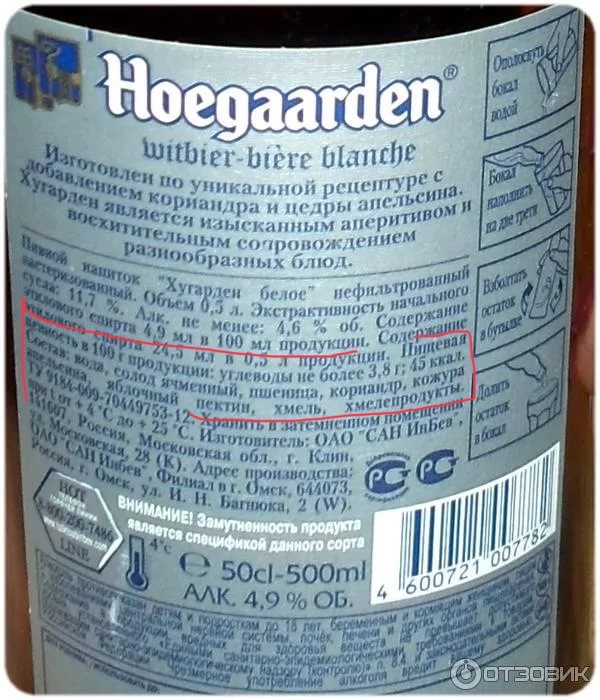 Hoegaarden®
witbier-bière blanche
Изготовлен по уникальной рецептуре с
добавлением кориандра и цедры апельсина.
Хугарден является изысканным аперитивом и
восхитительным сопровождением
разнообразных блюд.
Пивной напиток "Хугарден белое" нефильтрованный
пастеризованный. Объем 0,5 л. Экстрактивность начального
сусла: 11,7 %. Алк. не менее: 4,6 % об. Содержание
этилового спирта 4,9 мл в 100 мл продукции. Содержание
этилового спирта 24,5 мл в 0,5 л продукции. Пищевая
ценность в 100 г продукции: углеводы не более 3,8 г; 45 ккал.
Состав: вода, солод ячменный, пшеница, кориандр, кожура
апельсина, яблочный пектин, хмель, хмелепродукты.
ТУ 9184-009-70449753-12. Хранить в затемненном помещении
при t от + 4°C до + 25°C. Изготовитель: ОАО "САН ИнБев",
141607, Россия, Московская обл., г. Клин,
ул. Московская, 28 (К). Адрес производства:
ОАО "САН ИнБев", Филиал в г. Омск, 644073,
Россия, г. Омск, ул. И. Н. Багнюка, 2 (W).
Ополоснуть
бокал
водой
Бокал
наполнить
на две трети
Взболтать
остаток
в бутылке
Долить
остаток
в бокал
HOT
LINE
ВНИМАНИЕ! Замутненность продукта
является спецификой данного сорта
4°c
℮ 50cl-500ml
АЛК. 4,9 % ОБ.
4 600721 007782
ОТЗОВИК